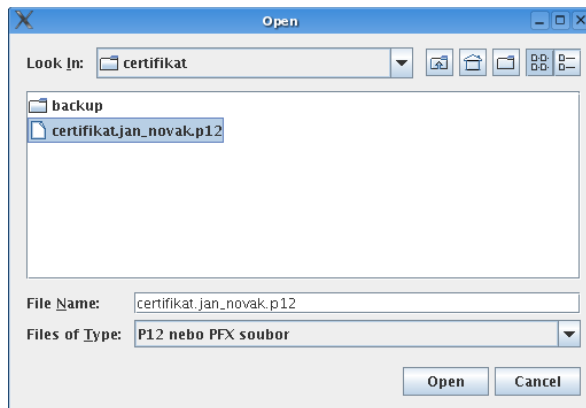 Open
Look In: certifikat
backup
certifikat.jan_novak.p12
File Name: certifikat.jan_novak.p12
Files of Type: P12 nebo PFX soubor
Open Cancel